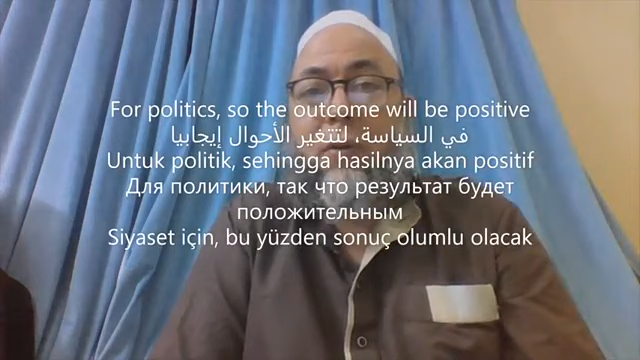 For politics, so the outcome will be positive
في السياسة، لتتغير الأحوال إيجابيا
Untuk politik, sehingga hasilnya akan positif
Для политики, так что результат будет
положительным
Siyaset için, bu yüzden sonuç olumlu olacak